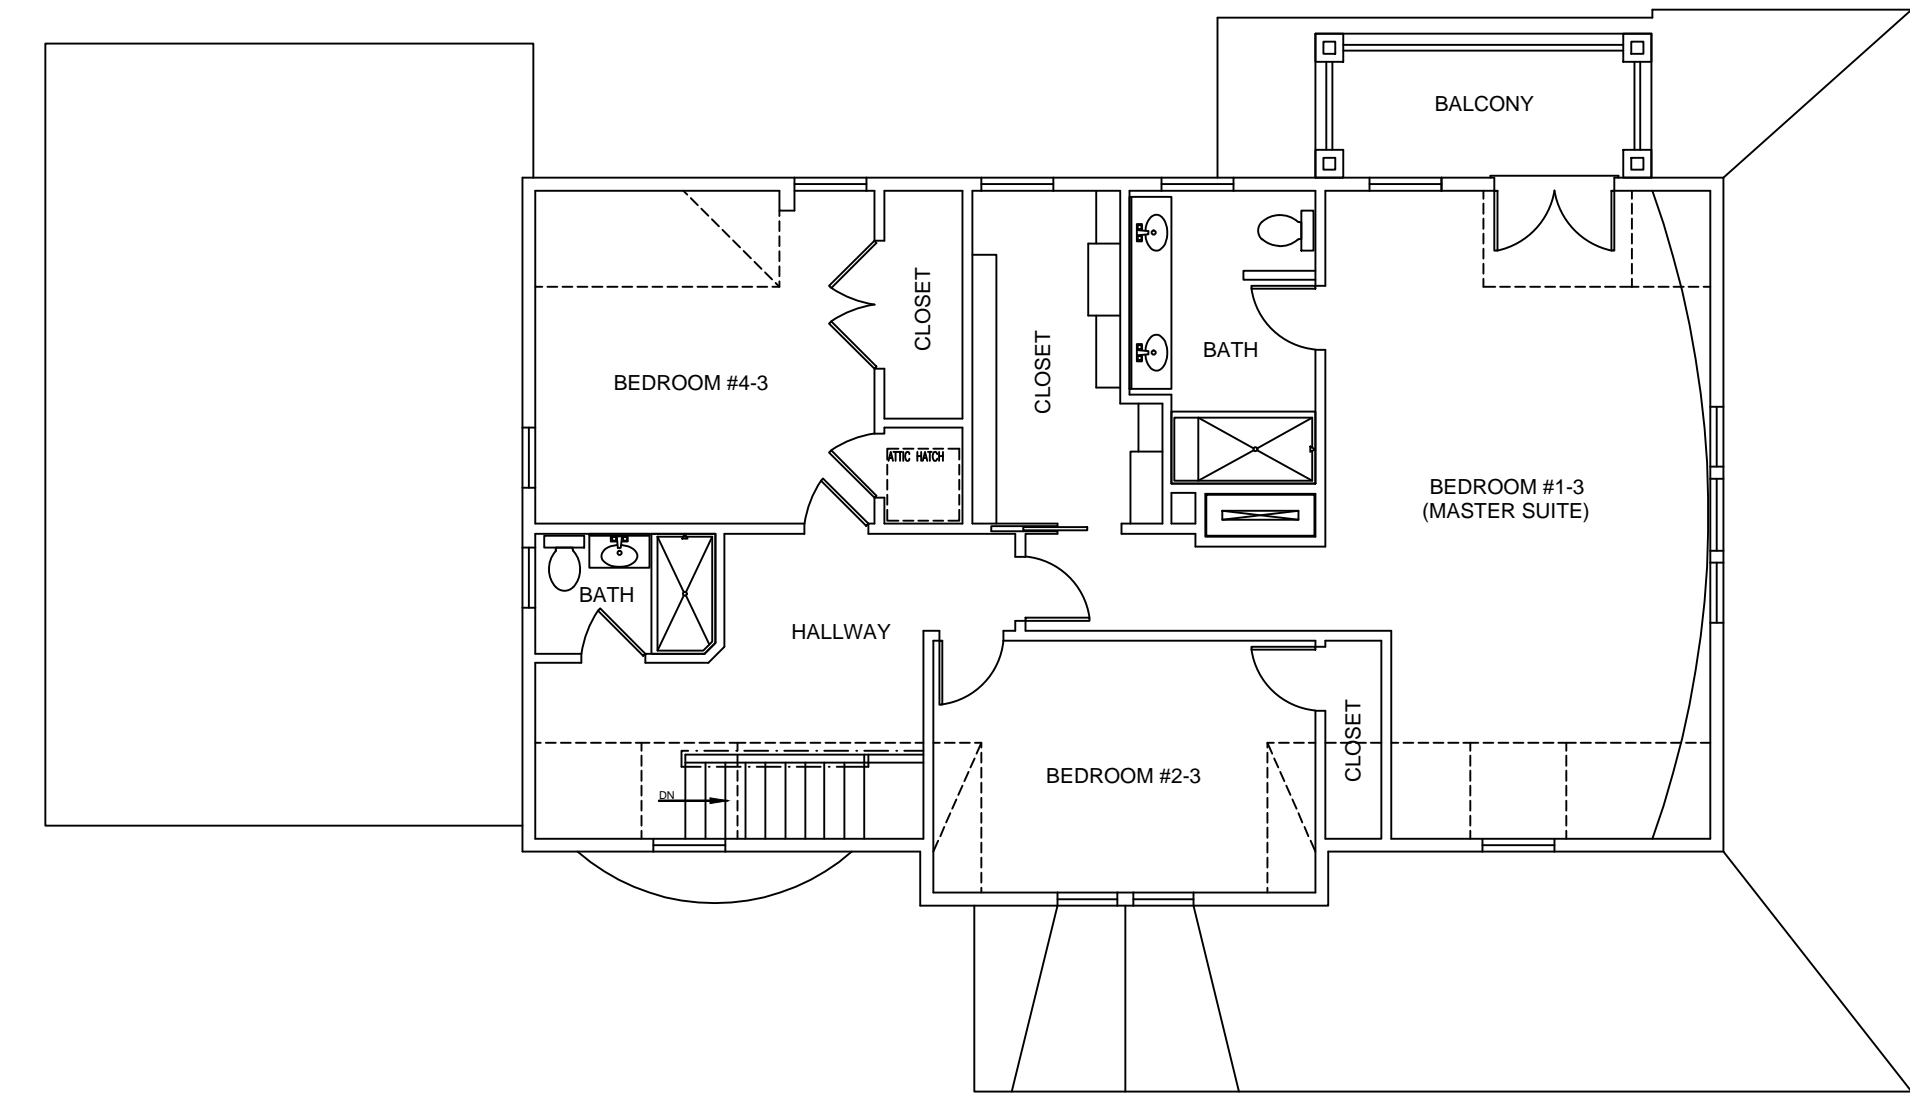 BALCONY
CLOSET
CLOSET
BATH
BEDROOM #4-3
ATTIC HATCH
BEDROOM #1-3
(MASTER SUITE)
BATH
HALLWAY
CLOSET
BEDROOM #2-3
DN